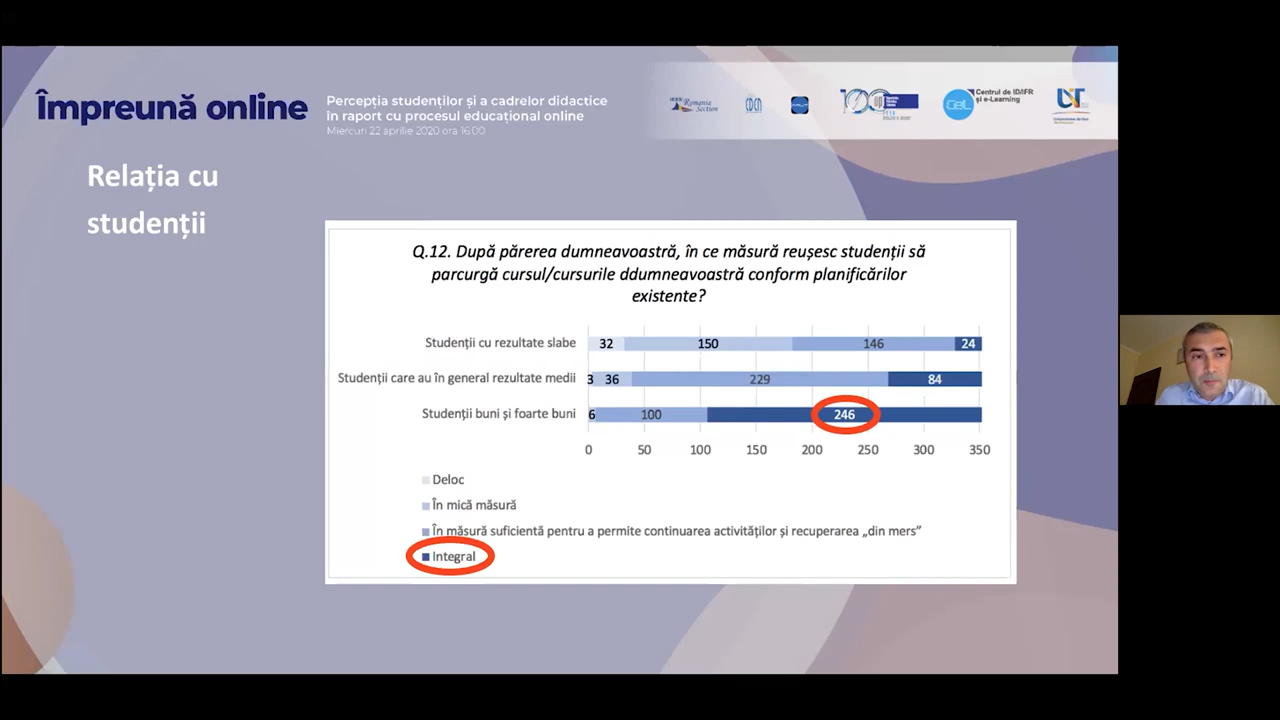 Împreună online
Percepția studenților și a cadrelor didactice
în raport cu procesul educațional online
Miercuri 22 aprilie 2020 ora 16:00
Romania
Section
Centrul de ID/IFR
și e-Learning
Relația cu
studenții
Q.12. După părerea dumneavoastră, în ce măsură reușesc studenții să
parcurgă cursul/cursurile ddumneavoastră conform planificărilor
existente?
Studenții cu rezultate slabe 32 150 146 24
Studenții care au în general rezultate medii 3 36 229 84
Studenții buni și foarte buni 6 100 246
0 50 100 150 200 250 300 350
Deloc
În mică măsură
În măsură suficientă pentru a permite continuarea activităților și recuperarea „din mers”
Integral